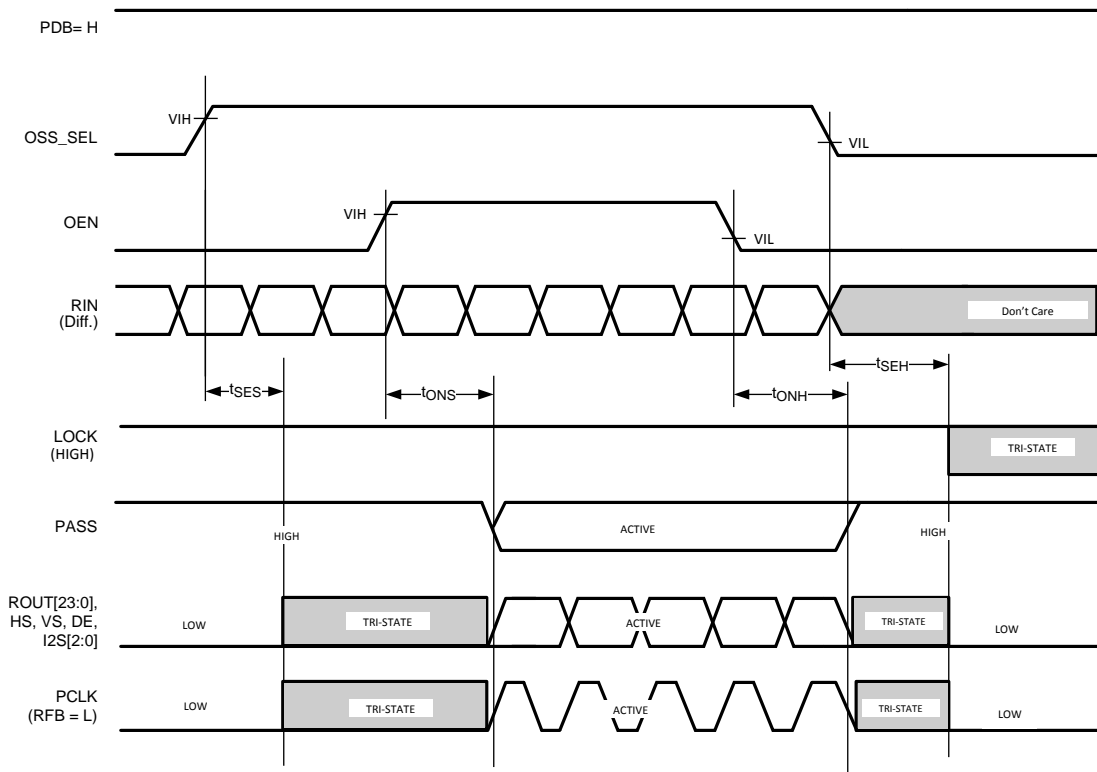 PDB= H
VIH
OSS_SEL
VIL
VIH
OEN
VIL
RIN
(Diff.)
Don't Care
tSES
tONS
tONH
tSEH
LOCK
(HIGH)
TRI-STATE
PASS
HIGH
ACTIVE
HIGH
ROUT[23:0],
HS, VS, DE,
I2S[2:0]
LOW
TRI-STATE
ACTIVE
TRI-STATE
LOW
PCLK
(RFB = L)
LOW
TRI-STATE
ACTIVE
TRI-STATE
LOW